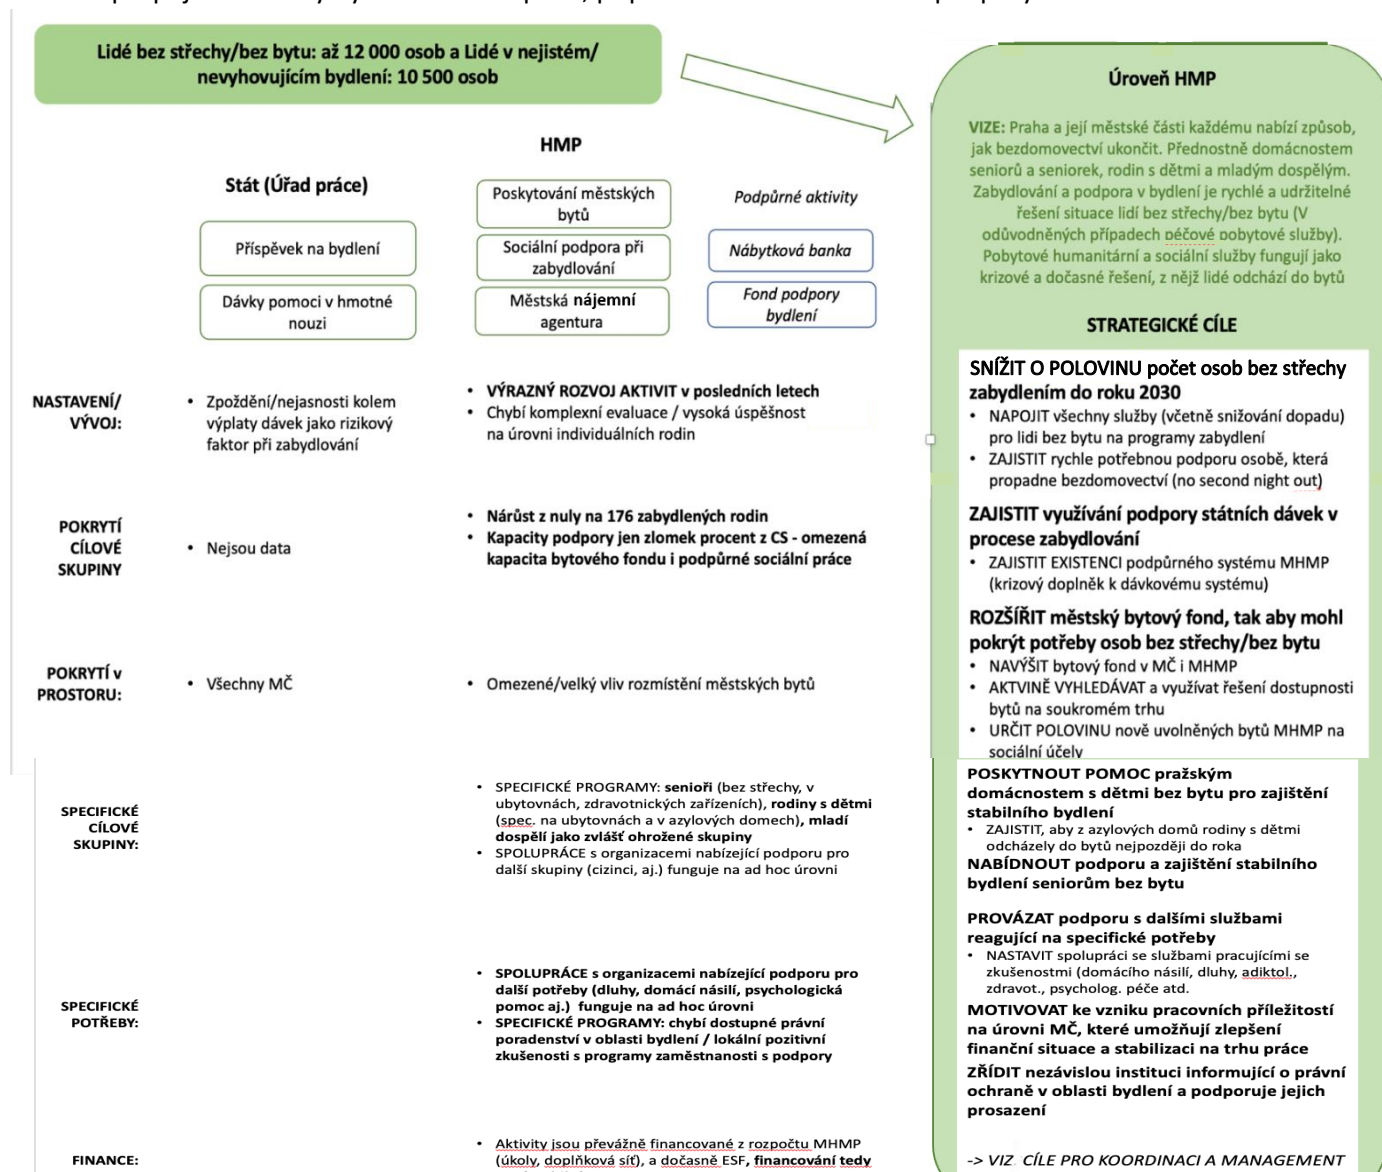 Lidé bez střechy/bez bytu: až 12 000 osob a Lidé v nejistém/
nevyhovujícím bydlení: 10 500 osob
HMP
Stát (Úřad práce)
Příspěvek na bydlení
Dávky pomoci v hmotné
nouzi
Poskytování městských
bytů
Sociální podpora při
zabydlování
Městská nájemní
agentura
Podpůrné aktivity
Nábytková banka
Fond podpory
bydlení
NASTAVENÍ/
VÝVOJ:
• Zpoždění/nejasnosti kolem
výplaty dávek jako rizikový
faktor při zabydlování
• VÝRAZNÝ ROZVOJ AKTIVIT v posledních letech
• Chybí komplexní evaluace / vysoká úspěšnost
na úrovni individuálních rodin
POKRYTÍ
CÍLOVÉ
SKUPINY
• Nejsou data
• Nárůst z nuly na 176 zabydlených rodin
• Kapacity podpory jen zlomek procent z CS - omezená
kapacita bytového fondu i podpůrné sociální práce
POKRYTÍ v
PROSTORU:
• Všechny MČ
• Omezené/velký vliv rozmístění městských bytů
SPECIFICKÉ
CÍLOVÉ
SKUPINY:
• SPECIFICKÉ PROGRAMY: senioři (bez střechy, v
ubytovnách, zdravotnických zařízeních), rodiny s dětmi
(spec. na ubytovnách a v azylových domech), mladí
dospělí jako zvlášť ohrožené skupiny
• SPOLUPRÁCE s organizacemi nabízející podporu pro
další skupiny (cizinci, aj.) funguje na ad hoc úrovni
SPECIFICKÉ
POTŘEBY:
• SPOLUPRÁCE s organizacemi nabízející podporu pro
další potřeby (dluhy, domácí násilí, psychologická
pomoc aj.) funguje na ad hoc úrovni
• SPECIFICKÉ PROGRAMY: chybí dostupné právní
poradenství v oblasti bydlení / lokální pozitivní
zkušenosti s programy zaměstnanosti s podpory
FINANCE:
• Aktivity jsou převážně financované z rozpočtu MHMP
(úkoly, doplňková síť), a dočasně ESF, financování tedy
Úroveň HMP
VIZE: Praha a její městské části každému nabízí způsob,
jak bezdomovectví ukončit. Přednostně domácnostem
seniorů a seniorek, rodin s dětmi a mladým dospělým.
Zabydlování a podpora v bydlení je rychlé a udržitelné
řešení situace lidí bez střechy/bez bytu (V
odůvodněných případech péčové pobytové služby).
Pobytové humanitární a sociální služby fungují jako
krizové a dočasné řešení, z nějž lidé odchází do bytů
STRATEGICKÉ CÍLE
SNÍŽIT O POLOVINU počet osob bez střechy
zabydlením do roku 2030
• NAPOJIT všechny služby (včetně snižování dopadu)
pro lidi bez bytu na programy zabydlení
• ZAJISTIT rychle potřebnou podporu osobě, která
propadne bezdomovectví (no second night out)
ZAJISTIT využívání podpory státních dávek v
procese zabydlování
• ZAJISTIT EXISTENCI podpůrného systému MHMP
(krizový doplněk k dávkovému systému)
ROZŠÍŘIT městský bytový fond, tak aby mohl
pokrýt potřeby osob bez střechy/bez bytu
• NAVÝŠIT bytový fond v MČ i MHMP
• AKTVINĚ VYHLEDÁVAT a využívat řešení dostupnosti
bytů na soukromém trhu
• URČIT POLOVINU nově uvolněných bytů MHMP na
sociální účely
POSKYTNOUT POMOC pražským
domácnostem s dětmi bez bytu pro zajištění
stabilního bydlení
• ZAJISTIT, aby z azylových domů rodiny s dětmi
odcházely do bytů nejpozději do roka
NABÍDNOUT podporu a zajištění stabilního
bydlení seniorům bez bytu
PROVÁZAT podporu s dalšími službami
reagující na specifické potřeby
• NASTAVIT spolupráci se službami pracujícími se
zkušenostmi (domácího násilí, dluhy, adiktol.,
zdravot., psycholog. péče atd.
MOTIVOVAT ke vzniku pracovních příležitostí
na úrovni MČ, které umožňují zlepšení
finanční situace a stabilizaci na trhu práce
ZŘÍDIT nezávislou instituci informující o právní
ochraně v oblasti bydlení a podporuje jejich
prosazení
-> VIZ CÍLE PRO KOORDINACI A MANAGEMENT